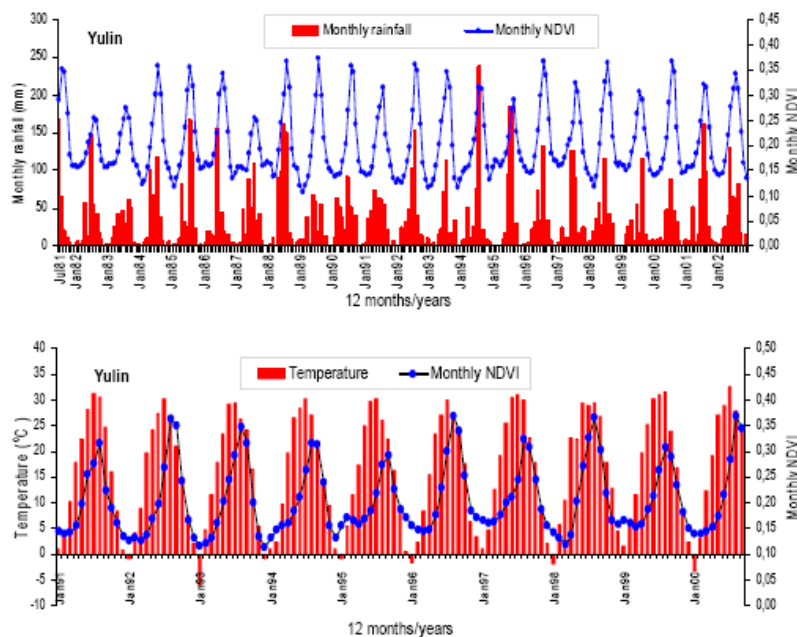 Yulin
Monthly rainfall
Monthly NDVI
Monthly rainfall (mm)
300
250
200
150
100
50
0
Monthly NDVI
0,45
0,40
0,35
0,30
0,25
0,20
0,15
0,10
0,05
0,00
Jul81
Jan82
Jan83
Jan84
Jan85
Jan86
Jan87
Jan88
Jan89
Jan90
Jan91
Jan92
Jan93
Jan94
Jan95
Jan96
Jan97
Jan98
Jan99
Jan00
Jan01
Jan02
12 months/years
Yulin
Temperature
Monthly NDVI
Temperature (°C)
40
35
30
25
20
15
10
5
0
-5
-10
Monthly NDVI
0,50
0,45
0,40
0,35
0,30
0,25
0,20
0,15
0,10
0,05
0,00
Jan91
Jan92
Jan93
Jan94
Jan95
Jan96
Jan97
Jan98
Jan99
Jan00
12 months/years